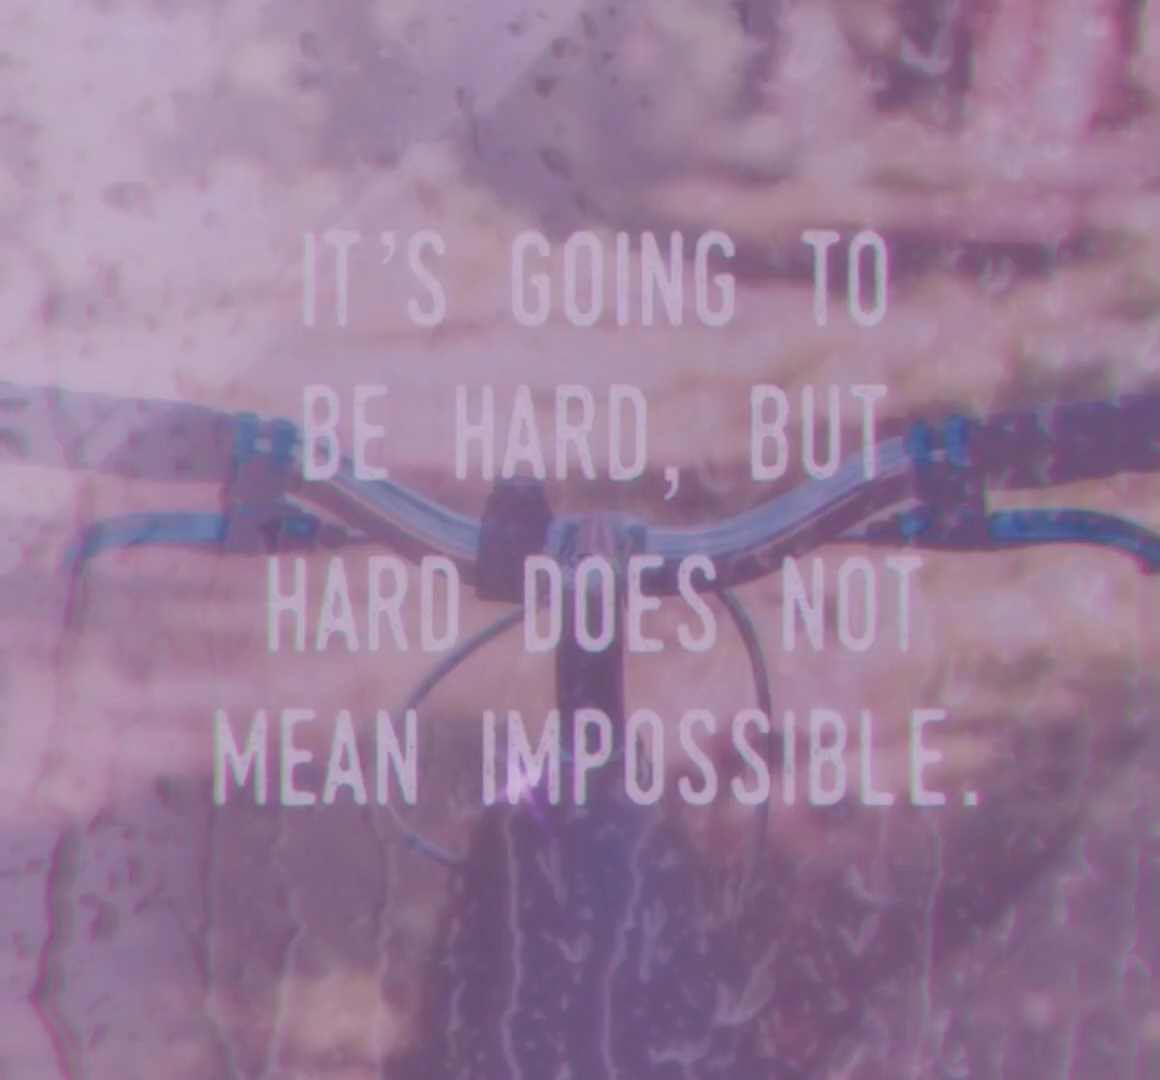 IT'S GOING TO
BE HARD, BUT
HARD DOES NOT
MEAN IMPOSSIBLE.